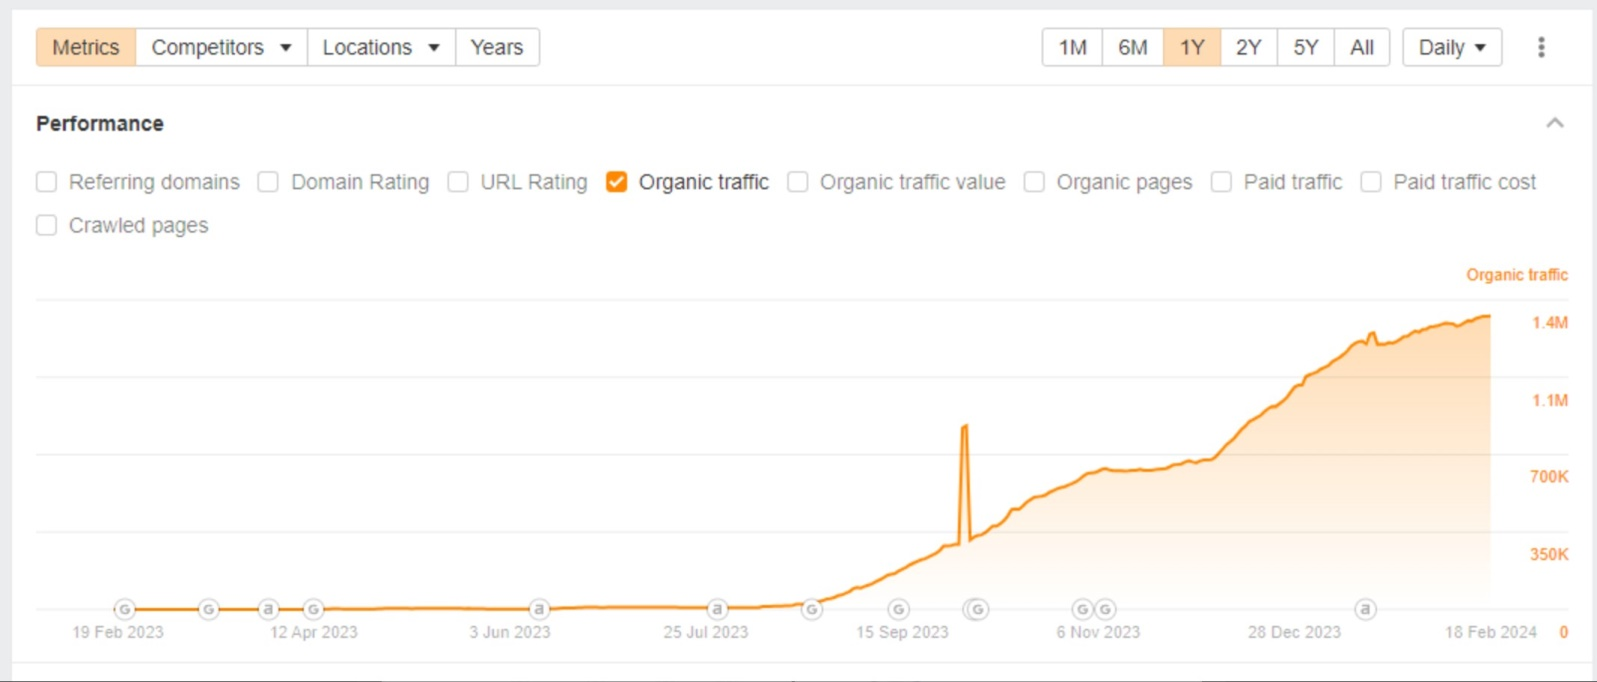 Metrics Competitors Locations Years 1M 6M 1Y 2Y 5Y All Daily
Performance
Referring domains Domain Rating URL Rating Organic traffic Organic traffic value Organic pages Paid traffic Paid traffic cost
Crawled pages
Organic traffic
1.4M
1.1M
700K
350K
G G a G a a G G G G G a
19 Feb 2023 12 Apr 2023 3 Jun 2023 25 Jul 2023 15 Sep 2023 6 Nov 2023 28 Dec 2023 18 Feb 2024 0